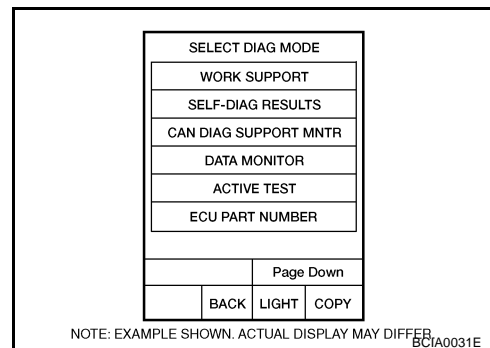 SELECT DIAG MODE
WORK SUPPORT
SELF-DIAG RESULTS
CAN DIAG SUPPORT MNTR
DATA MONITOR
ACTIVE TEST
ECU PART NUMBER
Page Down
BACK LIGHT COPY
NOTE: EXAMPLE SHOWN. ACTUAL DISPLAY MAY DIFFER.
BCIA0031E